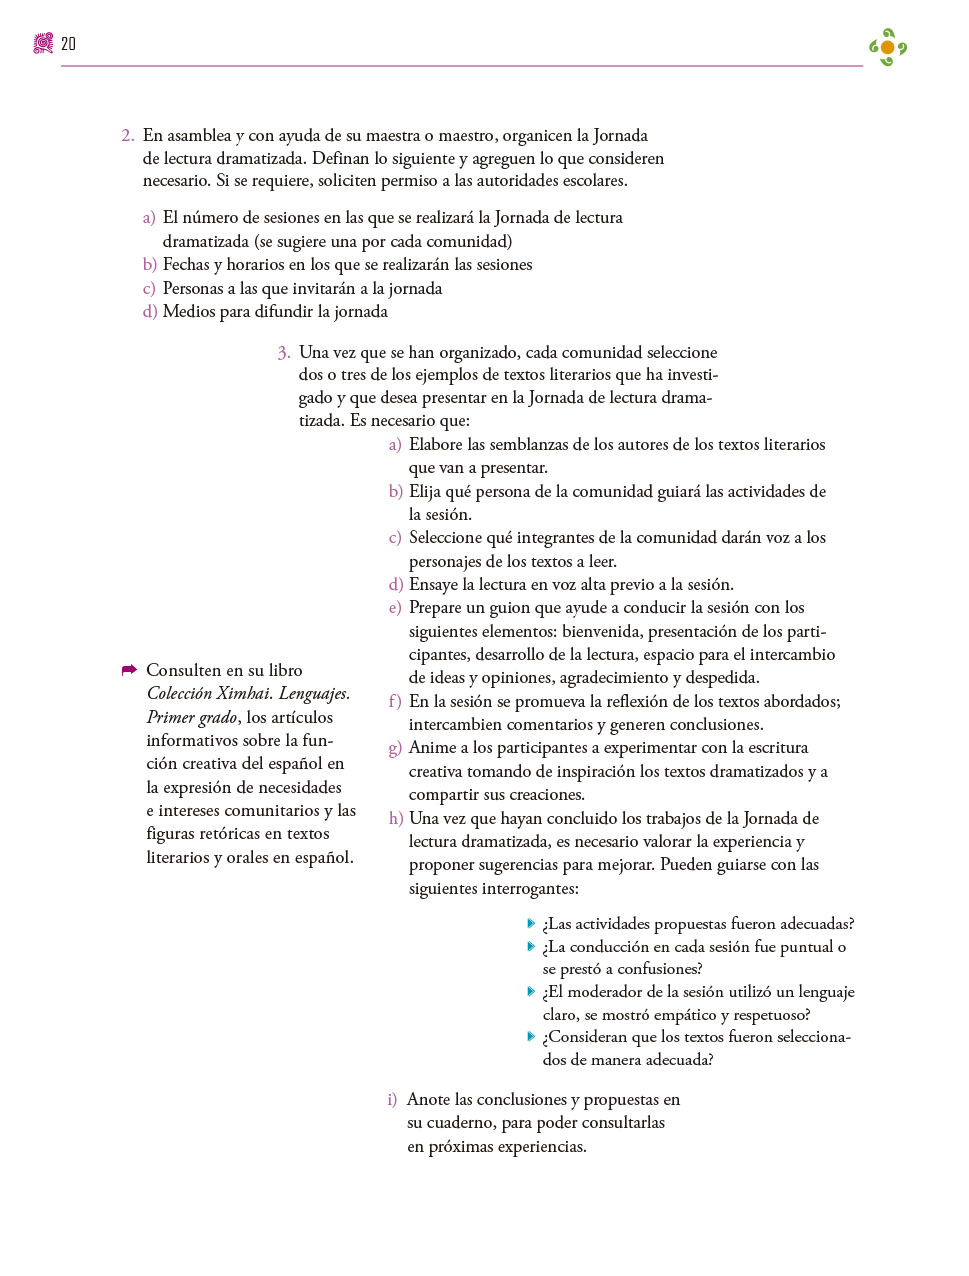 20
2. En asamblea y con ayuda de su maestra o maestro, organicen la Jornada
de lectura dramatizada. Definan lo siguiente y agreguen lo que consideren
necesario. Si se requiere, soliciten permiso a las autoridades escolares.
a) El número de sesiones en las que se realizará la Jornada de lectura
dramatizada (se sugiere una por cada comunidad)
b) Fechas y horarios en los que se realizarán las sesiones
c) Personas a las que invitarán a la jornada
d) Medios para difundir la jornada
3. Una vez que se han organizado, cada comunidad seleccione
dos o tres de los ejemplos de textos literarios que ha investi-
gado y que desea presentar en la Jornada de lectura drama-
tizada. Es necesario que:
a) Elabore las semblanzas de los autores de los textos literarios
que van a presentar.
b) Elija qué persona de la comunidad guiará las actividades de
la sesión.
c) Seleccione qué integrantes de la comunidad darán voz a los
personajes de los textos a leer.
d) Ensaye la lectura en voz alta previo a la sesión.
e) Prepare un guion que ayude a conducir la sesión con los
siguientes elementos: bienvenida, presentación de los parti-
cipantes, desarrollo de la lectura, espacio para el intercambio
de ideas y opiniones, agradecimiento y despedida.
f) En la sesión se promueva la reflexión de los textos abordados;
intercambien comentarios y generen conclusiones.
g) Anime a los participantes a experimentar con la escritura
creativa tomando de inspiración los textos dramatizados y a
compartir sus creaciones.
h) Una vez que hayan concluido los trabajos de la Jornada de
lectura dramatizada, es necesario valorar la experiencia y
proponer sugerencias para mejorar. Pueden guiarse con las
siguientes interrogantes:
¿Las actividades propuestas fueron adecuadas?
¿La conducción en cada sesión fue puntual o
se prestó a confusiones?
¿El moderador de la sesión utilizó un lenguaje
claro, se mostró empático y respetuoso?
¿Consideran que los textos fueron selecciona-
dos de manera adecuada?
i) Anote las conclusiones y propuestas en
su cuaderno, para poder consultarlas
en próximas experiencias.
Consulten en su libro
Colección Ximhai. Lenguajes.
Primer grado, los artículos
informativos sobre la fun-
ción creativa del español en
la expresión de necesidades
e intereses comunitarios y las
figuras retóricas en textos
literarios y orales en español.